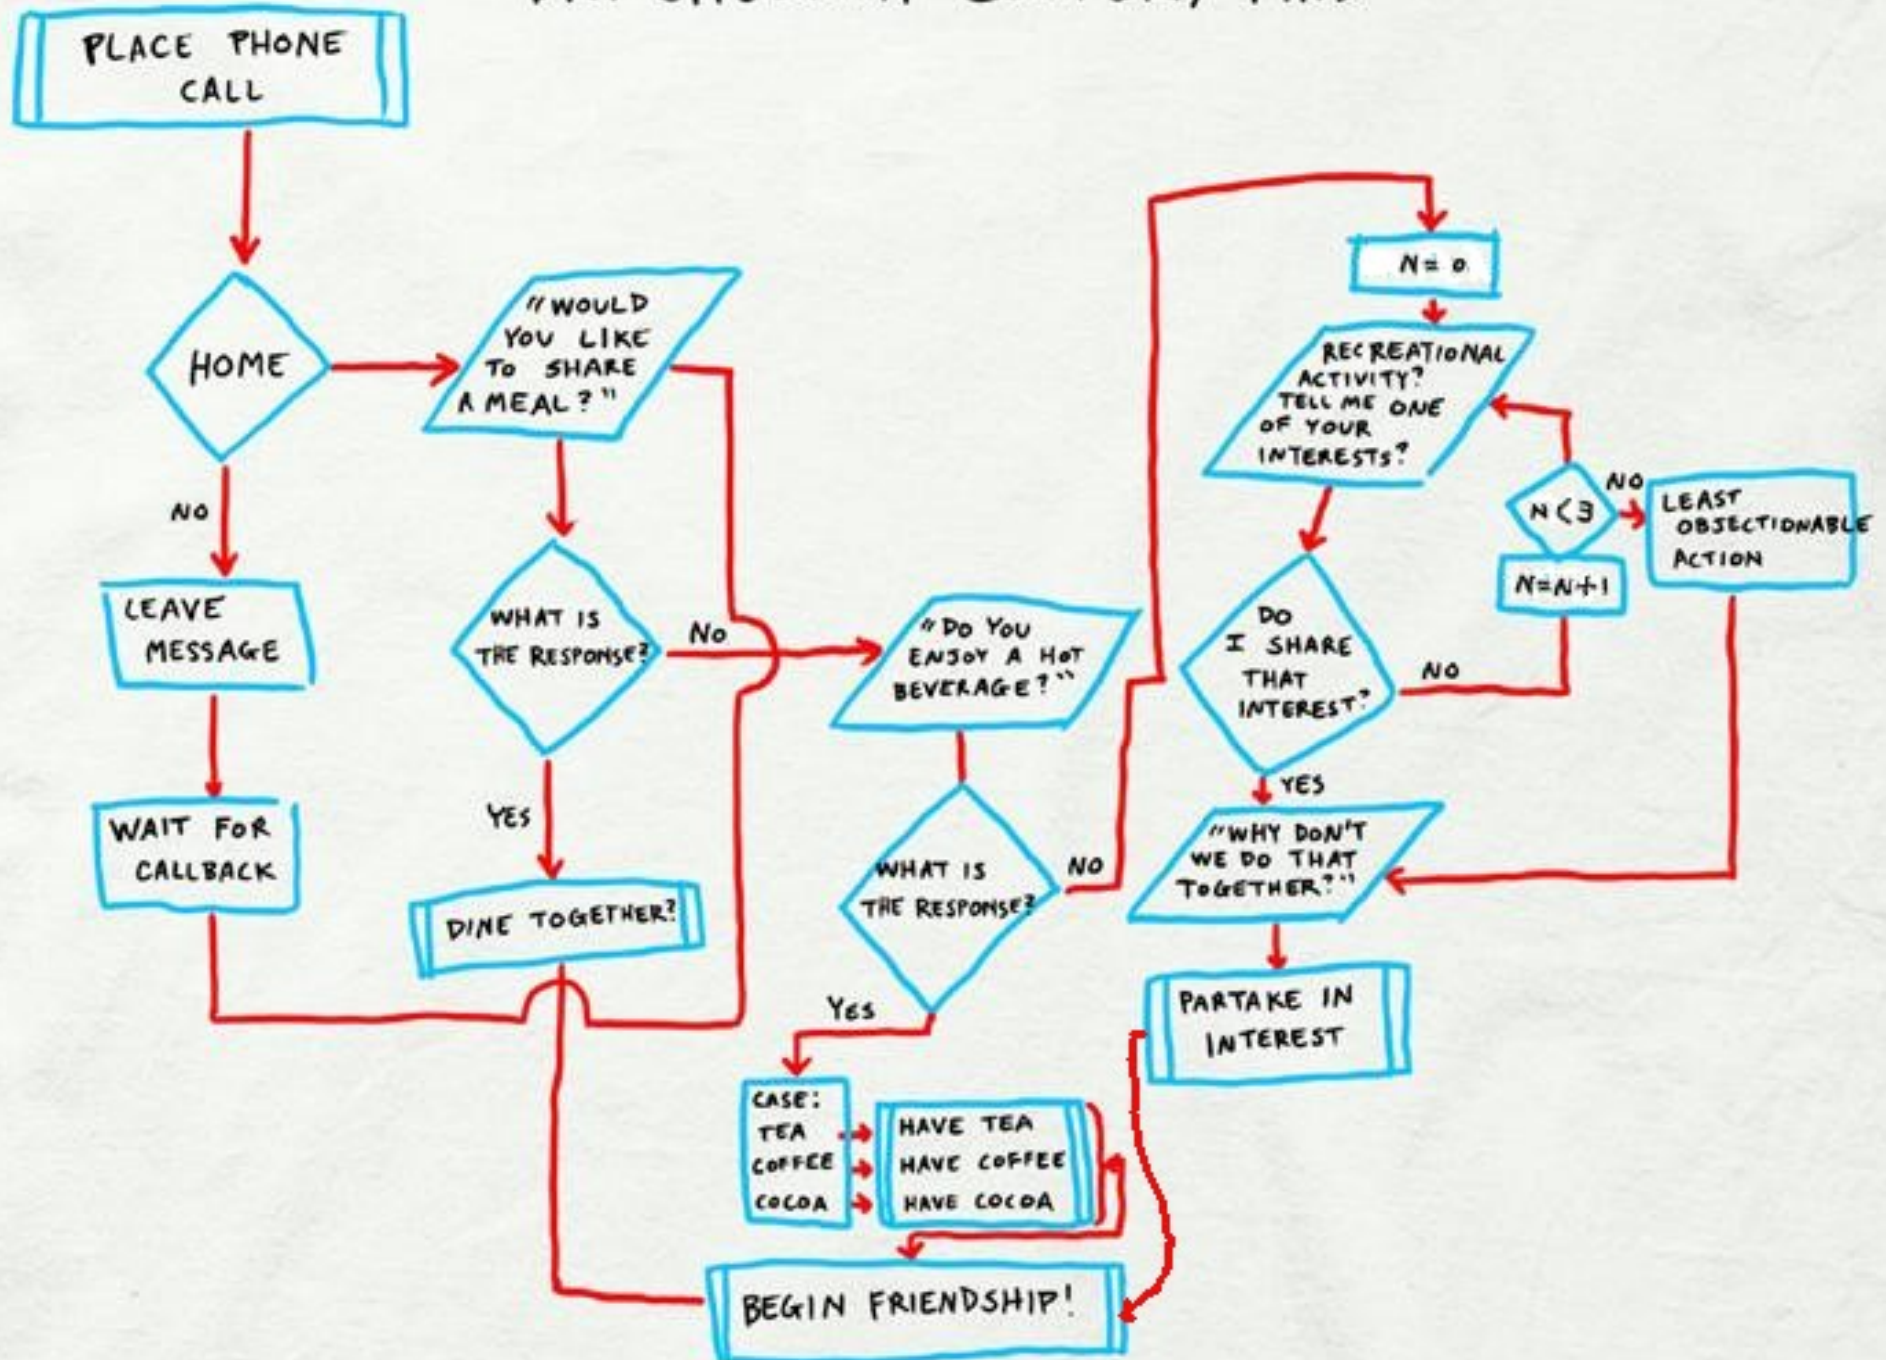 PLACE PHONE
CALL
HOME
NO
LEAVE
MESSAGE
WAIT FOR
CALLBACK
"WOULD
YOU LIKE
TO SHARE
A MEAL?"
WHAT IS
THE RESPONSE?
NO
YES
DINE TOGETHER?
"DO YOU
ENJOY A HOT
BEVERAGE?"
WHAT IS
THE RESPONSE?
NO
YES
CASE:
TEA
COFFEE
COCOA
HAVE TEA
HAVE COFFEE
HAVE COCOA
N=0
RECREATIONAL
ACTIVITY?
TELL ME ONE
OF YOUR
INTERESTS?
DO
I SHARE
THAT
INTEREST?
NO
N=N+1
N<3
NO
LEAST
OBJECTIONABLE
ACTION
YES
"WHY DON'T
WE DO THAT
TOGETHER?"
PARTAKE IN
INTEREST
BEGIN FRIENDSHIP!